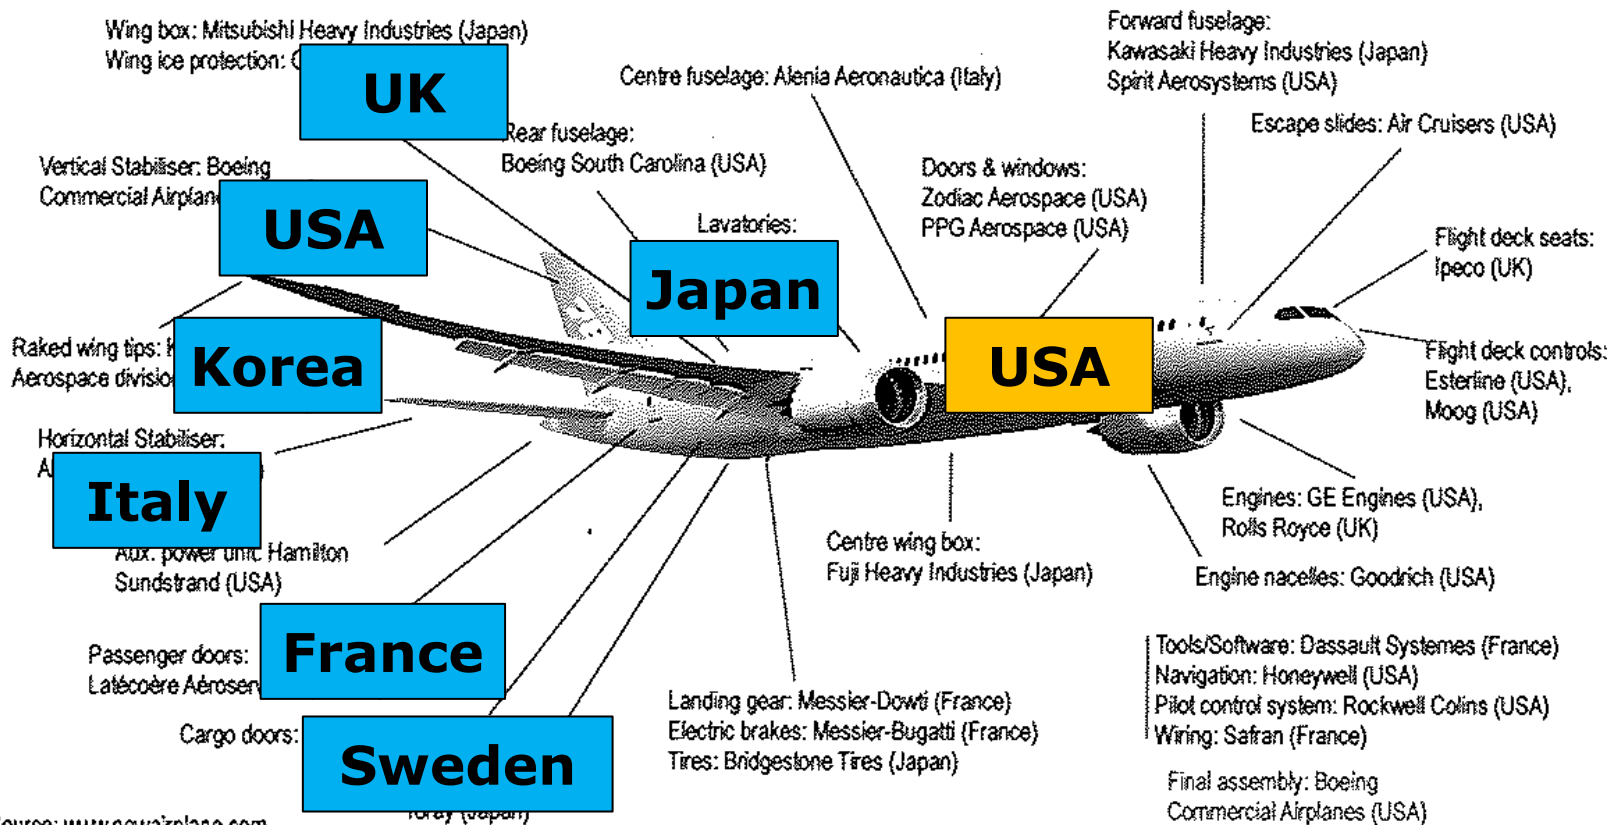 Wing box: Mitsubishi Heavy Industries (Japan)
Wing ice protection:
UK
Centre fuselage: Alenia Aeronautica (Italy)
Forward fuselage:
Kawasaki Heavy Industries (Japan)
Spirit Aerosystems (USA)
Escape slides: Air Cruisers (USA)
Rear fuselage:
Boeing South Carolina (USA)
Vertical Stabiliser: Boeing
Commercial
USA
Doors & windows:
Zodiac Aerospace (USA)
PPG Aerospace (USA)
Lavatories:
Japan
Flight deck seats:
Ipeco (UK)
Raked wing tips:
Aerospace division
Korea
USA
Flight deck controls:
Esterline (USA),
Moog (USA)
Horizontal Stabiliser:
Italy
Aux. power unit: Hamilton
Sundstrand (USA)
Engines: GE Engines (USA),
Rolls Royce (UK)
Centre wing box:
Fuji Heavy Industries (Japan)
Engine nacelles: Goodrich (USA)
Passenger doors:
Latécoère
France
Tools/Software: Dassault Systemes (France)
Navigation: Honeywell (USA)
Pilot control system: Rockwell Colins (USA)
Wiring: Safran (France)
Landing gear: Messier-Dowti (France)
Electric brakes: Messier-Bugatti (France)
Tires: Bridgestone Tires (Japan)
Cargo doors:
Sweden
Final assembly: Boeing
Commercial Airplanes (USA)
Toray (Japan)
www.newairplane.com